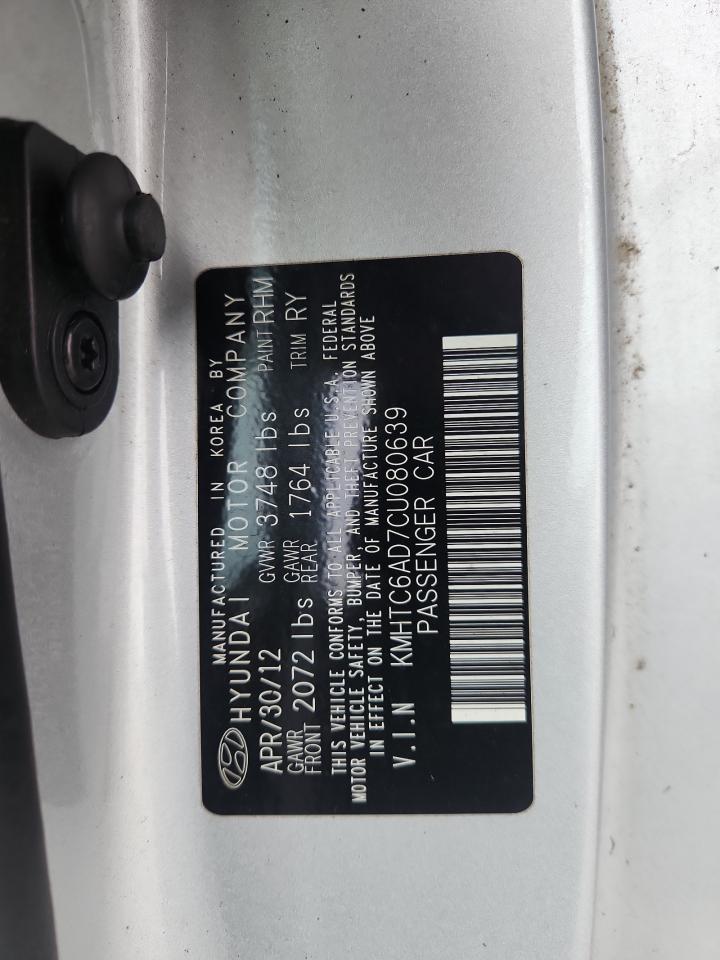 MANUFACTURED IN KOREA BY
HYUNDAI MOTOR COMPANY
APR/30/12 GVWR 3748 lbs PAINT RHM
GAWR FRONT 2072 lbs GAWR REAR 1764 lbs TRIM RY
THIS VEHICLE CONFORMS TO ALL APPLICABLE U.S.A. FEDERAL
MOTOR VEHICLE SAFETY, BUMPER, AND THEFT PREVENTION STANDARDS
IN EFFECT ON THE DATE OF MANUFACTURE SHOWN ABOVE
V.I.N KMHTC6AD7CU080639
PASSENGER CAR